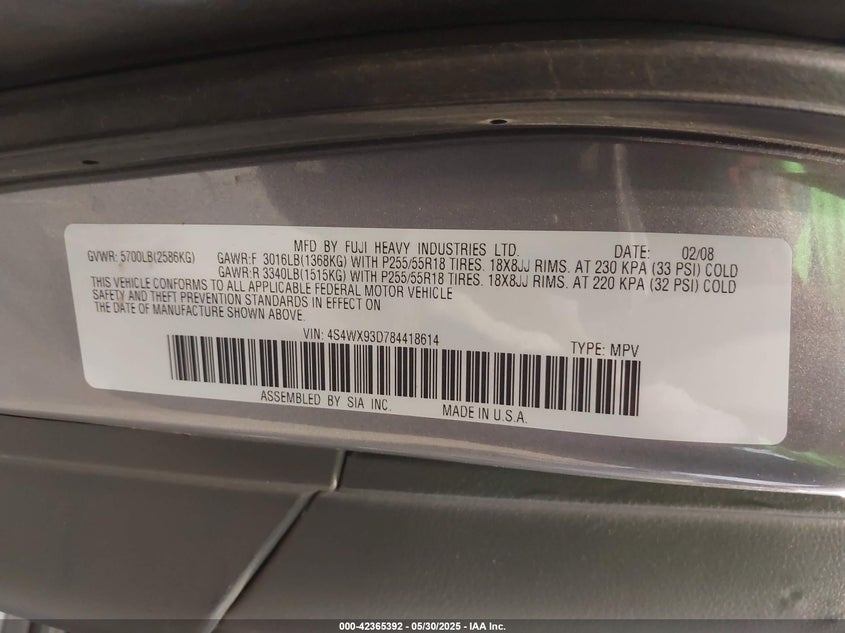 MFD BY FUJI HEAVY INDUSTRIES LTD. DATE: 02/08
GVWR: 5700LB(2586KG) GAWR:F 3016LB(1368KG) WITH P255/55R18 TIRES. 18X8JJ RIMS. AT 230 KPA (33 PSI) COLD
GAWR:R 3340LB(1515KG) WITH P255/55R18 TIRES. 18X8JJ RIMS. AT 220 KPA (32 PSI) COLD
THIS VEHICLE CONFORMS TO ALL APPLICABLE FEDERAL MOTOR VEHICLE
SAFETY AND THEFT PREVENTION STANDARDS IN EFFECT ON
THE DATE OF MANUFACTURE SHOWN ABOVE.
VIN: 4S4WX93D784418614 TYPE: MPV
ASSEMBLED BY SIA INC. MADE IN U.S.A.
000-42365392 — 05/30/2025 — IAA Inc.